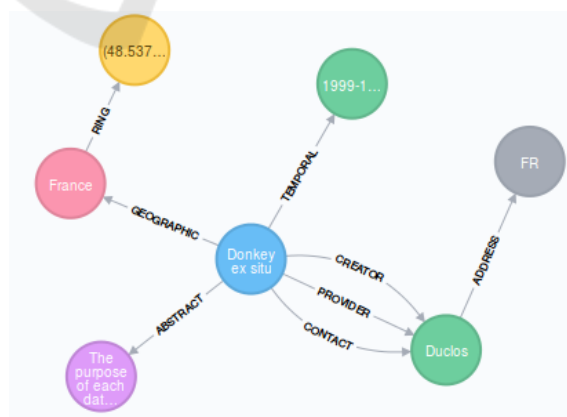 (48.537...
1999-1...
RING
FR
TEMPORAL
France
GEOGRAPHIC
Donkey
ex situ
CREATOR
ADDRESS
PROVIDER
ABSTRACT
CONTACT
Duclos
The
purpose
of each
dat...